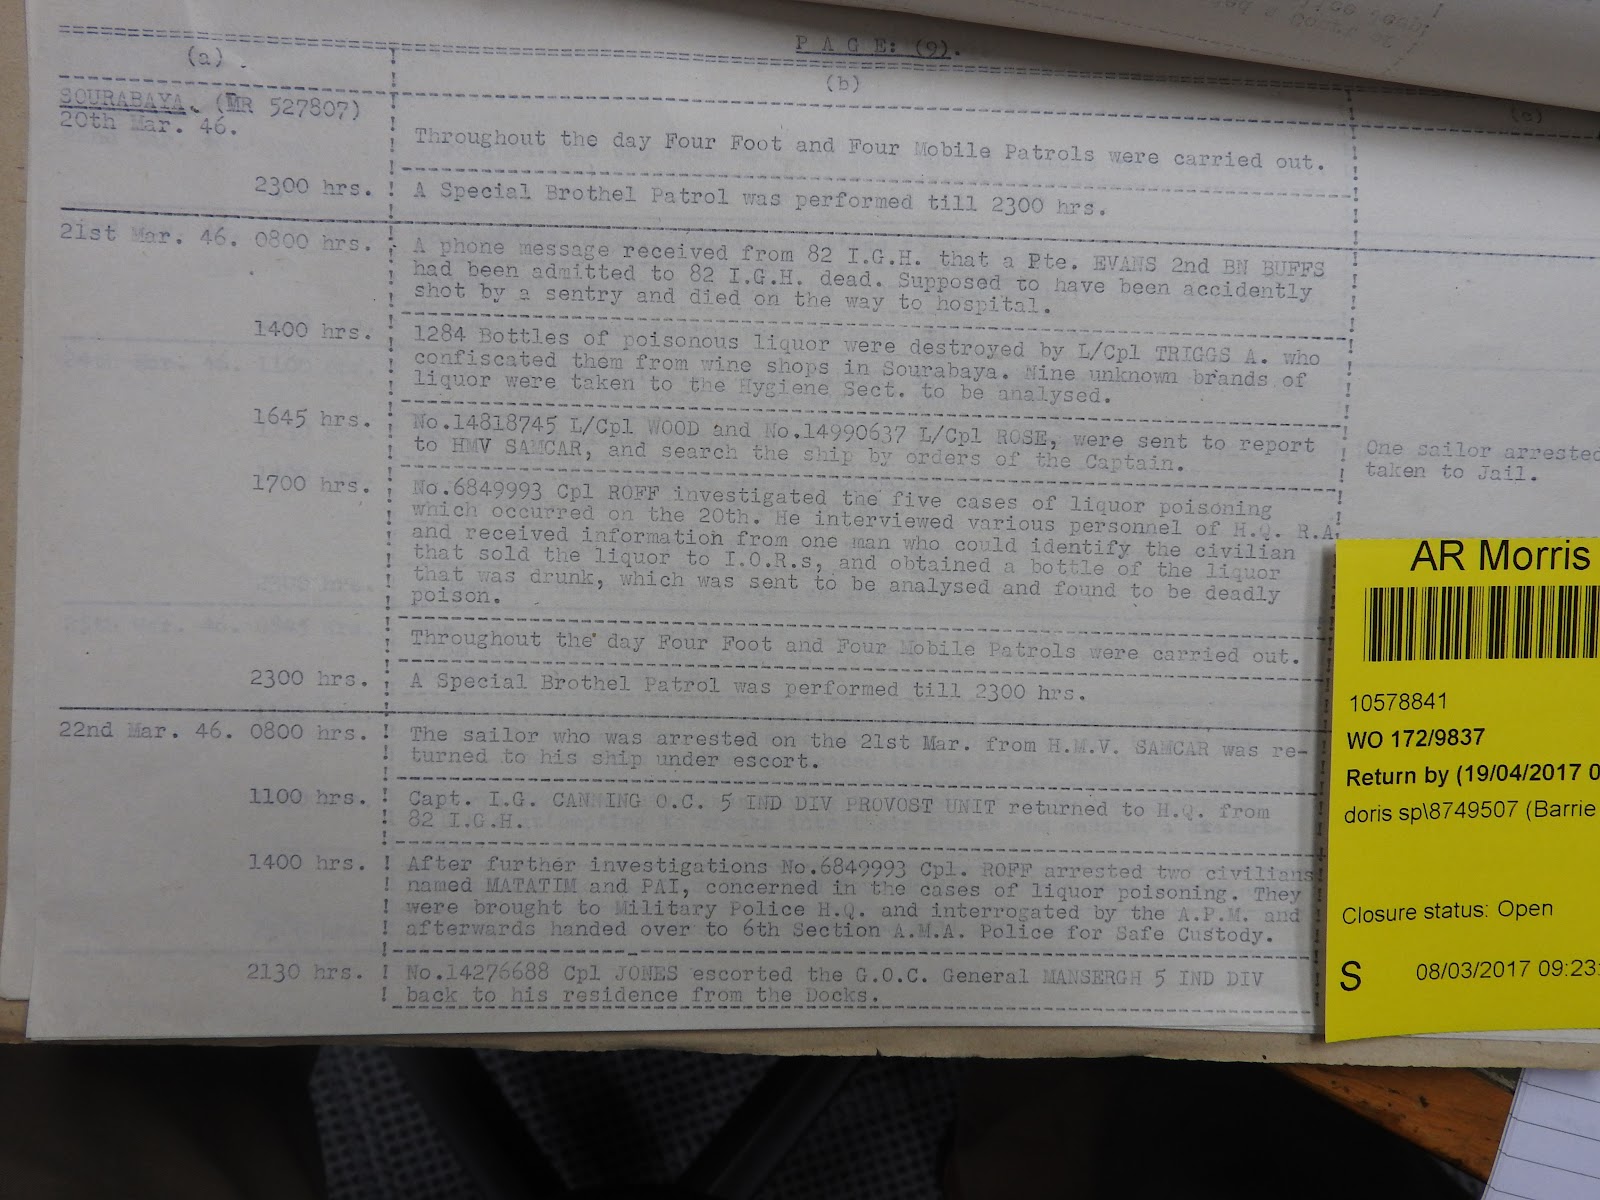 P A G E: (9).
(a)
(b)
(c)
SOURABAYA. (MR 527807)
20th Mar. 46.
Throughout the day Four Foot and Four Mobile Patrols were carried out.
2300 hrs. A Special Brothel Patrol was performed till 2300 hrs.
21st Mar. 46. 0800 hrs. A phone message received from 82 I.G.H. that a Pte. EVANS 2nd BN BUFFS
had been admitted to 82 I.G.H. dead. Supposed to have been accidently
shot by a sentry and died on the way to hospital.
1400 hrs. 1284 Bottles of poisonous liquor were destroyed by L/Cpl TRIGGS A. who
confiscated them from wine shops in Sourabaya. Nine unknown brands of
liquor were taken to the Hygiene Sect. to be analysed.
1645 hrs. No.14818745 L/Cpl WOOD and No.14990637 L/Cpl ROSE, were sent to report
to HMV SAMCAR, and search the ship by orders of the Captain.
One sailor arrested
taken to Jail.
1700 hrs. No.6849993 Cpl ROFF investigated the five cases of liquor poisoning
which occurred on the 20th. He interviewed various personnel of H.Q. R.A.
and received information from one man who could identify the civilian
that sold the liquor to I.O.R.s, and obtained a bottle of the liquor
that was drunk, which was sent to be analysed and found to be deadly
poison.
Throughout the day Four Foot and Four Mobile Patrols were carried out.
2300 hrs. A Special Brothel Patrol was performed till 2300 hrs.
22nd Mar. 46. 0800 hrs. The sailor who was arrested on the 21st Mar. from H.M.V. SAMCAR was re-
turned to his ship under escort.
1100 hrs. Capt. I.G. CANNING O.C. 5 IND DIV PROVOST UNIT returned to H.Q. from
82 I.G.H.
1400 hrs. After further investigations No.6849993 Cpl. ROFF arrested two civilians
named MATATIM and PAI, concerned in the cases of liquor poisoning. They
were brought to Military Police H.Q. and interrogated by the A.P.M. and
afterwards handed over to 6th Section A.M.A. Police for Safe Custody.
2130 hrs. No.14276688 Cpl JONES escorted the G.O.C. General MANSERGH 5 IND DIV
back to his residence from the Docks.
AR Morris
10578841
WO 172/9837
Return by (19/04/2017 0
doris sp\8749507 (Barrie
Closure status: Open
S 08/03/2017 09:23: